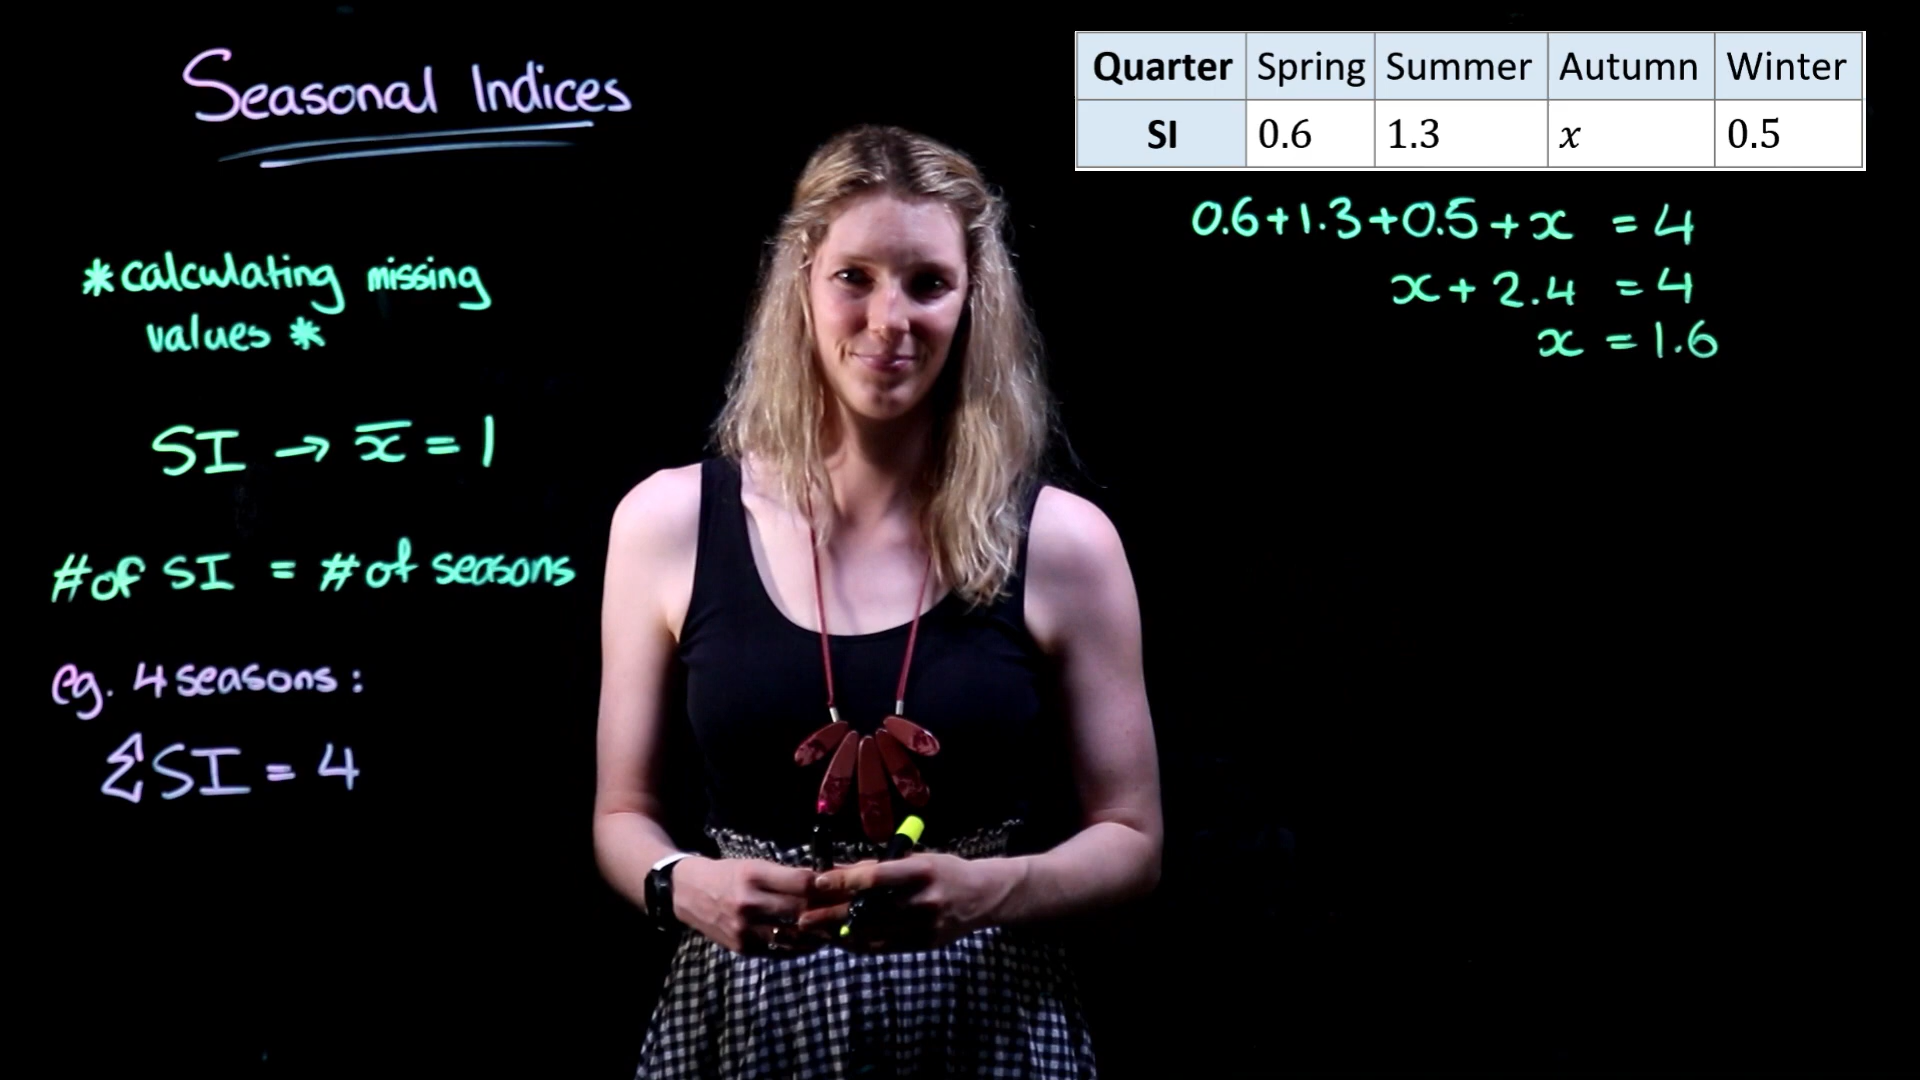 Seasonal Indices
*calculating missing
values *
SI → x̄ = 1
# of SI = # of seasons
eg. 4 seasons:
ΣSI = 4
Quarter Spring Summer Autumn Winter
SI 0.6 1.3 x 0.5
0.6+1.3+0.5+x = 4
x + 2.4 = 4
x = 1.6